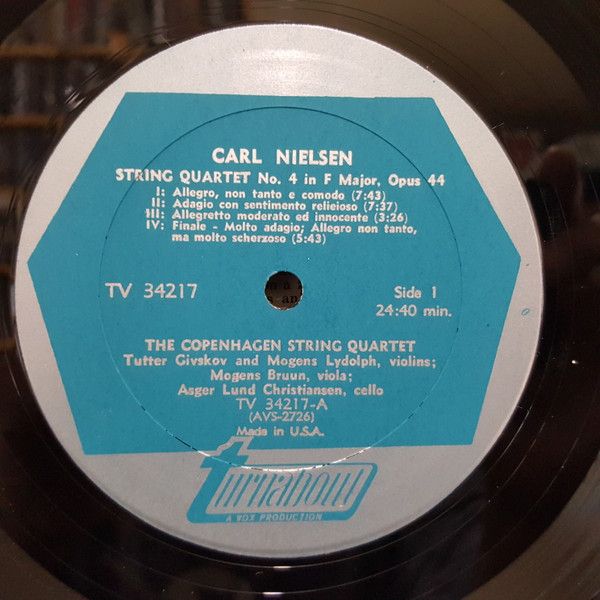 CARL NIELSEN
STRING QUARTET No. 4 in F Major, Opus 44
I: Allegro, non tanto e comodo (7:43)
II: Adagio con sentimento releioso (7:37)
III: Allegretto moderato ed innocente (3:26)
IV: Finale - Molto adagio; Allegro non tanto,
ma molto scherzoso (5:43)
TV 34217
Side 1
24:40 min.
THE COPENHAGEN STRING QUARTET
Tutter Givskov and Mogens Lydolph, violins;
Mogens Bruun, viola;
Asger Lund Christiansen, cello
TV 34217-A
(AVS-2726)
Made in U.S.A.
turnabout
A VOX PRODUCTION